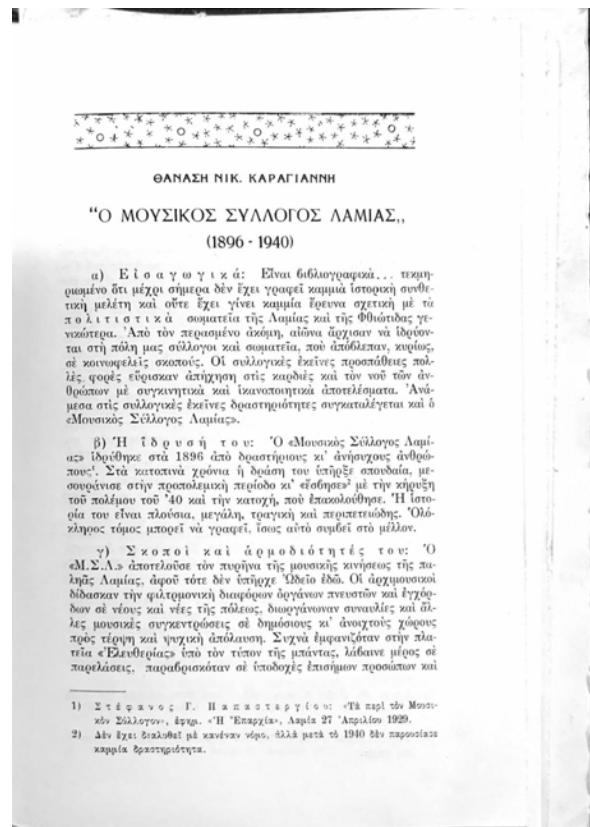 ΘΑΝΑΣΗ ΝΙΚ. ΚΑΡΑΓΙΑΝΝΗ
“Ο ΜΟΥΣΙΚΟΣ ΣΥΛΛΟΓΟΣ ΛΑΜΙΑΣ,,
(1896 - 1940)
α) Εἰσαγωγικά: Εἶναι βιβλιογραφικὰ... τεκμη-
ριωμένο ὅτι μέχρι σήμερα δὲν ἔχει γραφεῖ καμμιὰ ἱστορικὴ συνθε-
τικὴ μελέτη καὶ οὔτε ἔχει γίνει καμμία ἔρευνα σχετικὴ μὲ τὰ
πολιτιστικὰ σωματεῖα τῆς Λαμίας καὶ τῆς Φθιώτιδας γε-
νικώτερα. Ἀπὸ τὸν περασμένο ἀκόμη, αἰῶνα ἄρχισαν νὰ ἱδρύον-
ται στὴ πόλη μας σύλλογοι καὶ σωματεῖα, ποὺ ἀπόβλεπαν, κυρίως,
σὲ κοινωφελεῖς σκοπούς. Οἱ συλλογικὲς ἐκεῖνες προσπάθειες πολ-
λὲς φορὲς εὕρισκαν ἀπήχηση στὶς καρδιὲς καὶ τὸν νοῦ τῶν ἀν-
θρώπων μὲ συγκινητικὰ καὶ ἱκανοποιητικὰ ἀποτελέσματα. Ἀνά-
μεσα στὶς συλλογικὲς ἐκεῖνες δραστηριότητες συγκαταλέγεται καὶ ὁ
«Μουσικὸς Σύλλογος Λαμίας».
β) Ἡ ἵδρυσή του: Ὁ «Μουσικὸς Σύλλογος Λαμί-
ας» ἱδρύθηκε στὰ 1896 ἀπὸ δραστήριους κι' ἀνήσυχους ἀνθρώ-
πους¹. Στὰ κατοπινὰ χρόνια ἡ δράση του ὑπῆρξε σπουδαία, με-
σουράνισε στὴν προπολεμικὴ περίοδο κι' «ἔσβησε»² μὲ τὴν κήρυξη
τοῦ πολέμου τοῦ '40 καὶ τὴν κατοχή, ποὺ ἐπακολούθησε. Ἡ ἱστο-
ρία του εἶναι πλούσια, μεγάλη, τραγικὴ καὶ περιπετειώδης. Ὁλό-
κληρος τόμος μπορεῖ νὰ γραφεῖ, ἴσως αὐτὸ συμβεῖ στὸ μέλλον.
γ) Σκοποὶ καὶ ἁρμοδιότητές του: Ὁ
«Μ.Σ.Λ.» ἀποτελοῦσε τὸν πυρήνα τῆς μουσικῆς κινήσεως τῆς πα-
ληᾶς Λαμίας, ἀφοῦ τότε δὲν ὑπῆρχε Ὠδεῖο ἐδῶ. Οἱ ἀρχιμουσικοὶ
δίδασκαν τὴν φιλτρμονικὴ διαφόρων ὀργάνων πνευστῶν καὶ ἐγχόρ-
δων σὲ νέους καὶ νέες τῆς πόλεως, διωργάνωναν συναυλίες καὶ ἄλ-
λες μουσικὲς συγκεντρώσεις σὲ δημόσιους κι' ἀνοιχτοὺς χώρους
πρὸς τέρψη καὶ ψυχικὴ ἀπόλαυση. Συχνὰ ἐμφανιζόταν στὴν πλα-
τεῖα «Ἐλευθερίας» ὑπὸ τὸν τύπον τῆς μπάντας, λάβαινε μέρος σὲ
παρελάσεις, παραβρισκόταν σὲ ὑποδοχὲς ἐπισήμων προσώπων καὶ
1) Στέφανος Γ. Παπαστεργίου: «Τὰ περὶ τὸν Μουσι-
κὸν Σύλλογον», ἐφημ. «Ἡ Ἐπαρχία», Λαμία 27 Ἀπριλίου 1929.
2) Δὲν ἔχει διαλυθεῖ μὲ κανέναν νόμο, ἀλλὰ μετὰ τὸ 1940 δὲν παρουσίασε
καμμία δραστηριότητα.